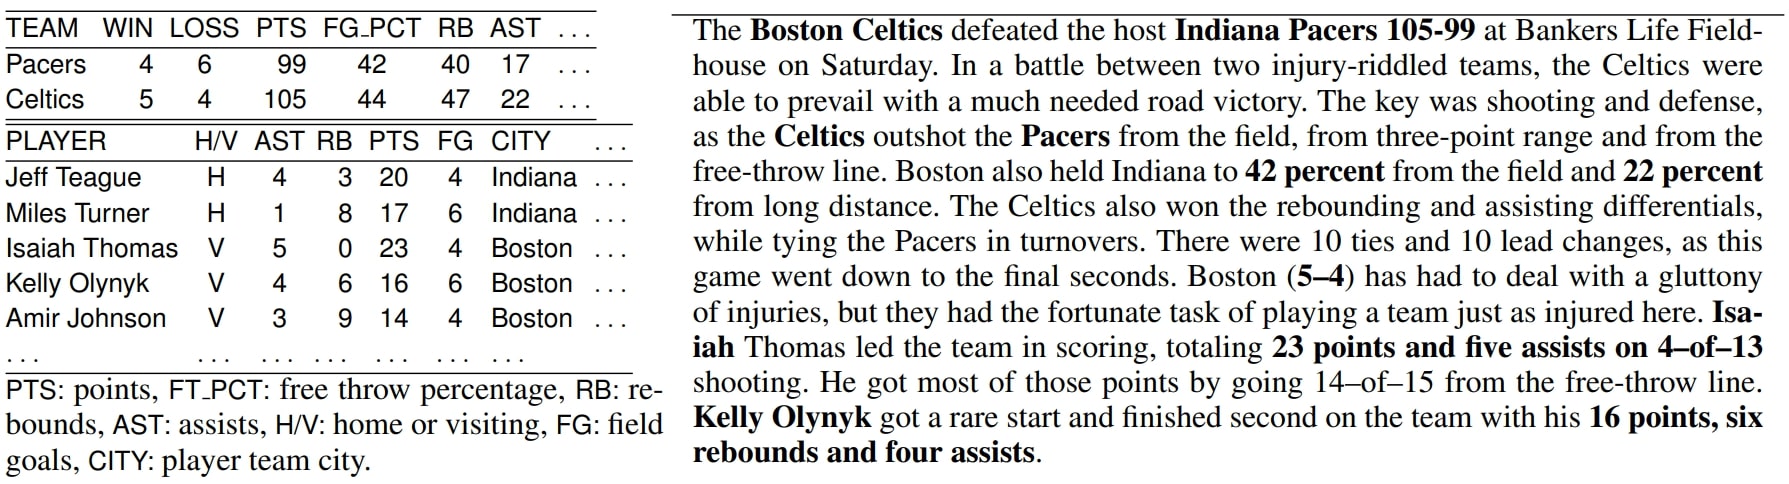 TEAM WIN LOSS PTS FG_PCT RB AST ...
Pacers 4 6 99 42 40 17 ...
Celtics 5 4 105 44 47 22 ...
PLAYER H/V AST RB PTS FG CITY ...
Jeff Teague H 4 3 20 4 Indiana ...
Miles Turner H 1 8 17 6 Indiana ...
Isaiah Thomas V 5 0 23 4 Boston ...
Kelly Olynyk V 4 6 16 6 Boston ...
Amir Johnson V 3 9 14 4 Boston ...
... ... ... ... ... ... ...
PTS: points, FT_PCT: free throw percentage, RB: re-
bounds, AST: assists, H/V: home or visiting, FG: field
goals, CITY: player team city.
The Boston Celtics defeated the host Indiana Pacers 105-99 at Bankers Life Field-
house on Saturday. In a battle between two injury-riddled teams, the Celtics were
able to prevail with a much needed road victory. The key was shooting and defense,
as the Celtics outshot the Pacers from the field, from three-point range and from the
free-throw line. Boston also held Indiana to 42 percent from the field and 22 percent
from long distance. The Celtics also won the rebounding and assisting differentials,
while tying the Pacers in turnovers. There were 10 ties and 10 lead changes, as this
game went down to the final seconds. Boston (5–4) has had to deal with a gluttony
of injuries, but they had the fortunate task of playing a team just as injured here. Isa-
iah Thomas led the team in scoring, totaling 23 points and five assists on 4–of–13
shooting. He got most of those points by going 14–of–15 from the free-throw line.
Kelly Olynyk got a rare start and finished second on the team with his 16 points, six
rebounds and four assists.